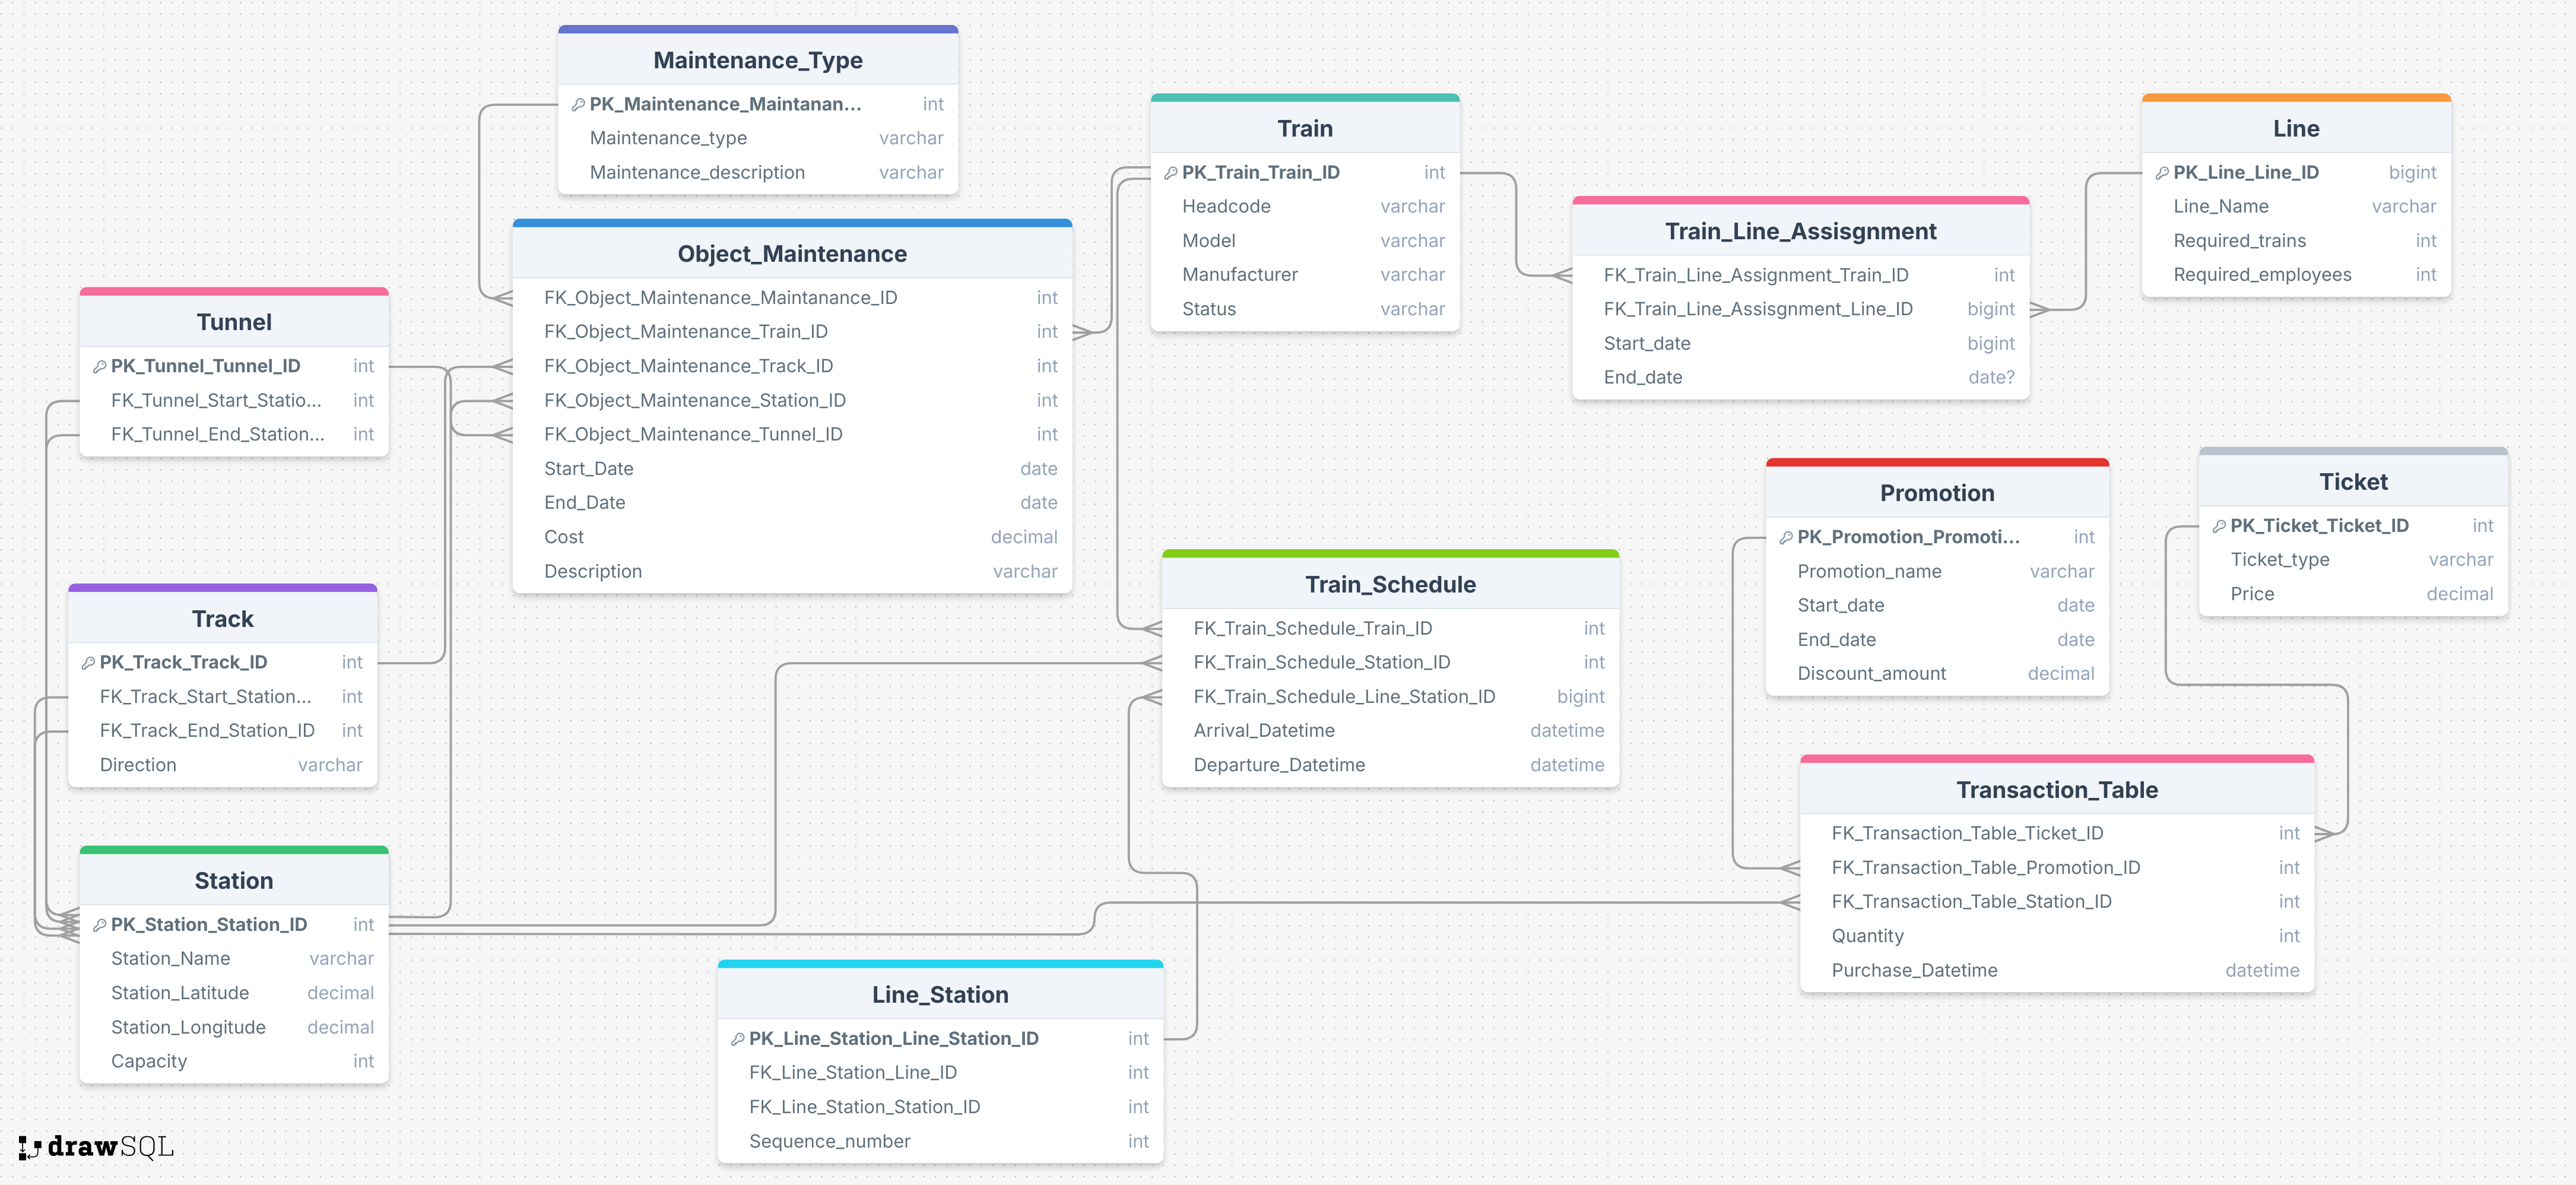 Maintenance_Type
PK_Maintenance_Maintanan... int
Maintenance_type varchar
Maintenance_description varchar
Object_Maintenance
FK_Object_Maintenance_Maintanance_ID int
FK_Object_Maintenance_Train_ID int
FK_Object_Maintenance_Track_ID int
FK_Object_Maintenance_Station_ID int
FK_Object_Maintenance_Tunnel_ID int
Start_Date date
End_Date date
Cost decimal
Description varchar
Tunnel
PK_Tunnel_Tunnel_ID int
FK_Tunnel_Start_Statio... int
FK_Tunnel_End_Station... int
Track
PK_Track_Track_ID int
FK_Track_Start_Station... int
FK_Track_End_Station_ID int
Direction varchar
Station
PK_Station_Station_ID int
Station_Name varchar
Station_Latitude decimal
Station_Longitude decimal
Capacity int
Train
PK_Train_Train_ID int
Headcode varchar
Model varchar
Manufacturer varchar
Status varchar
Train_Line_Assisgnment
FK_Train_Line_Assignment_Train_ID int
FK_Train_Line_Assisgnment_Line_ID bigint
Start_date bigint
End_date date?
Line
PK_Line_Line_ID bigint
Line_Name varchar
Required_trains int
Required_employees int
Train_Schedule
FK_Train_Schedule_Train_ID int
FK_Train_Schedule_Station_ID int
FK_Train_Schedule_Line_Station_ID bigint
Arrival_Datetime datetime
Departure_Datetime datetime
Promotion
PK_Promotion_Promoti... int
Promotion_name varchar
Start_date date
End_date date
Discount_amount decimal
Ticket
PK_Ticket_Ticket_ID int
Ticket_type varchar
Price decimal
Transaction_Table
FK_Transaction_Table_Ticket_ID int
FK_Transaction_Table_Promotion_ID int
FK_Transaction_Table_Station_ID int
Quantity int
Purchase_Datetime datetime
Line_Station
PK_Line_Station_Line_Station_ID int
FK_Line_Station_Line_ID int
FK_Line_Station_Station_ID int
Sequence_number int
drawSQL